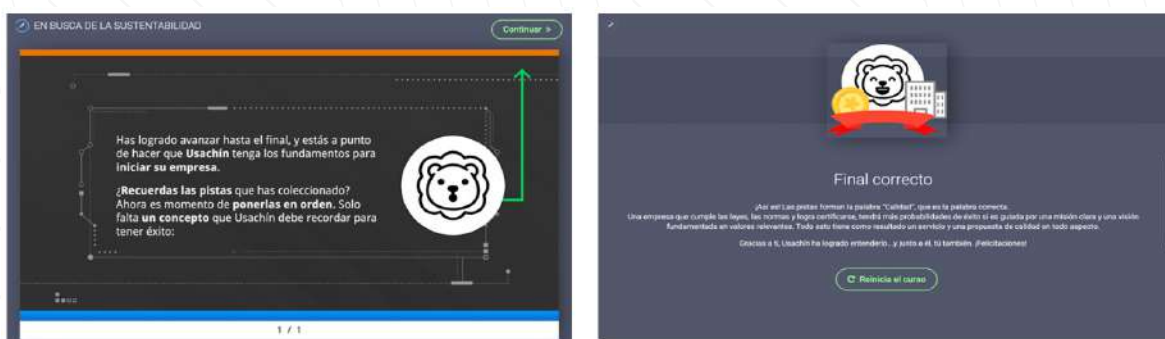 EN BUSCA DE LA SUSTENTABILIDAD
Continuar »
Has logrado avanzar hasta el final, y estás a punto
de hacer que Usachín tenga los fundamentos para
iniciar su empresa.
¿Recuerdas las pistas que has coleccionado?
Ahora es momento de ponerlas en orden. Solo
falta un concepto que Usachín debe recordar para
tener éxito:
1 / 1
Final correcto
¡Así es! Las pistas forman la palabra "Calidad", que es la palabra correcta.
Una empresa que cumple las leyes, las normas y logra certificarse, tendrá más probabilidades de éxito si es guiada por una misión clara y una visión
fundamentada en valores relevantes. Todo esto tiene como resultado un servicio y una propuesta de calidad en todo aspecto.
Gracias a ti, Usachín ha logrado entenderlo.. y junto a él, tú también. ¡Felicitaciones!
Reinicia el curso